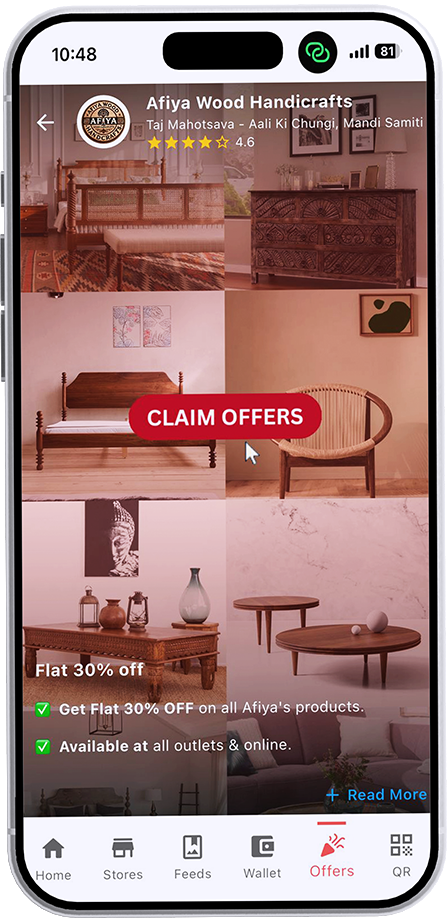 10:48
81
Afiya Wood Handicrafts
AFIYA WOOD
AFIYA
HANDICRAFTS
Taj Mahotsava - Aali Ki Chungi, Mandi Samiti
4.6
CLAIM OFFERS
Flat 30% off
Get Flat 30% OFF on all Afiya's products.
Available at all outlets & online.
+ Read More
Home
Stores
Feeds
Wallet
Offers
QR